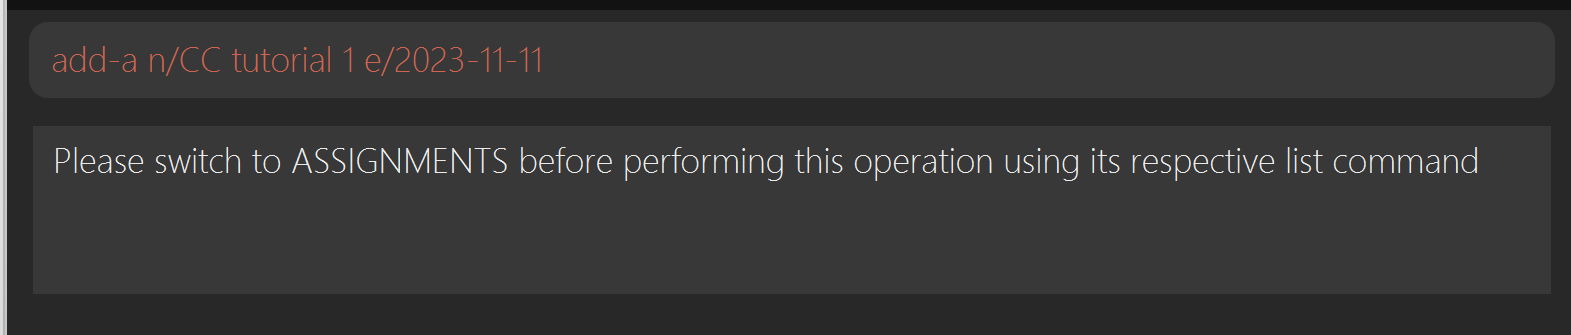 add-a n/CC tutorial 1 e/2023-11-11
Please switch to ASSIGNMENTS before performing this operation using its respective list command